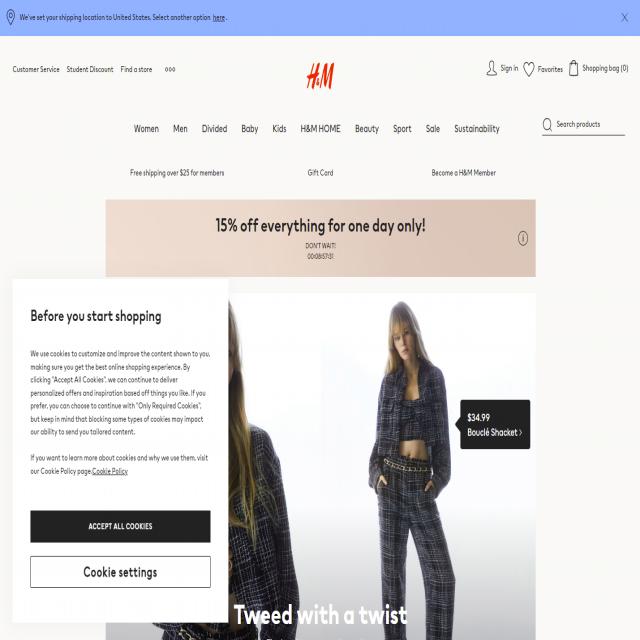 We've set your shipping location to United States. Select another option here.
X
Customer Service Student Discount Find a store
H&M
Sign in Favorites Shopping bag (0)
Women Men Divided Baby Kids H&M HOME Beauty Sport Sale Sustainability
Search products
Free shipping over $25 for members Gift Card Become a H&M Member
15% off everything for one day only!
DON'T WAIT!
00:08:57:31
Before you start shopping
We use cookies to customize and improve the content shown to you,
making sure you get the best online shopping experience. By
clicking "Accept All Cookies", we can continue to deliver
personalized offers and inspiration based off things you like. If you
prefer, you can choose to continue with "Only Required Cookies",
but keep in mind that blocking some types of cookies may impact
our ability to send you tailored content.
If you want to learn more about cookies and why we use them, visit
our Cookie Policy page.Cookie Policy
ACCEPT ALL COOKIES
Cookie settings
$34.99
Bouclé Shacket >
Tweed with a twist